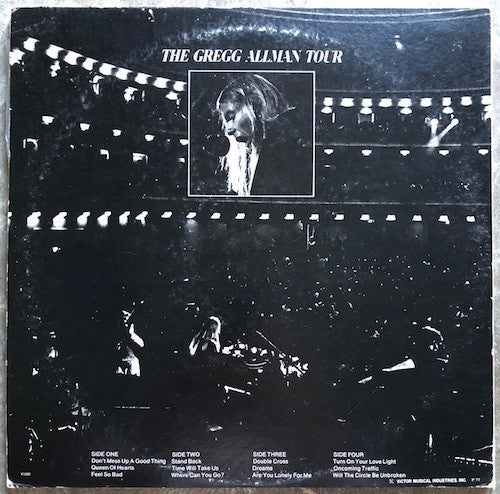 THE GREGG ALLMAN TOUR
SIDE ONE
Don't Mess Up A Good Thing
Queen Of Hearts
Feel So Bad
SIDE TWO
Stand Back
Time Will Take Us
Where Can You Go?
SIDE THREE
Double Cross
Dreams
Are You Lonely For Me
SIDE FOUR
Turn On Your Love Light
Oncoming Traffic
Will The Circle Be Unbroken
VICTOR MUSICAL INDUSTRIES, INC.